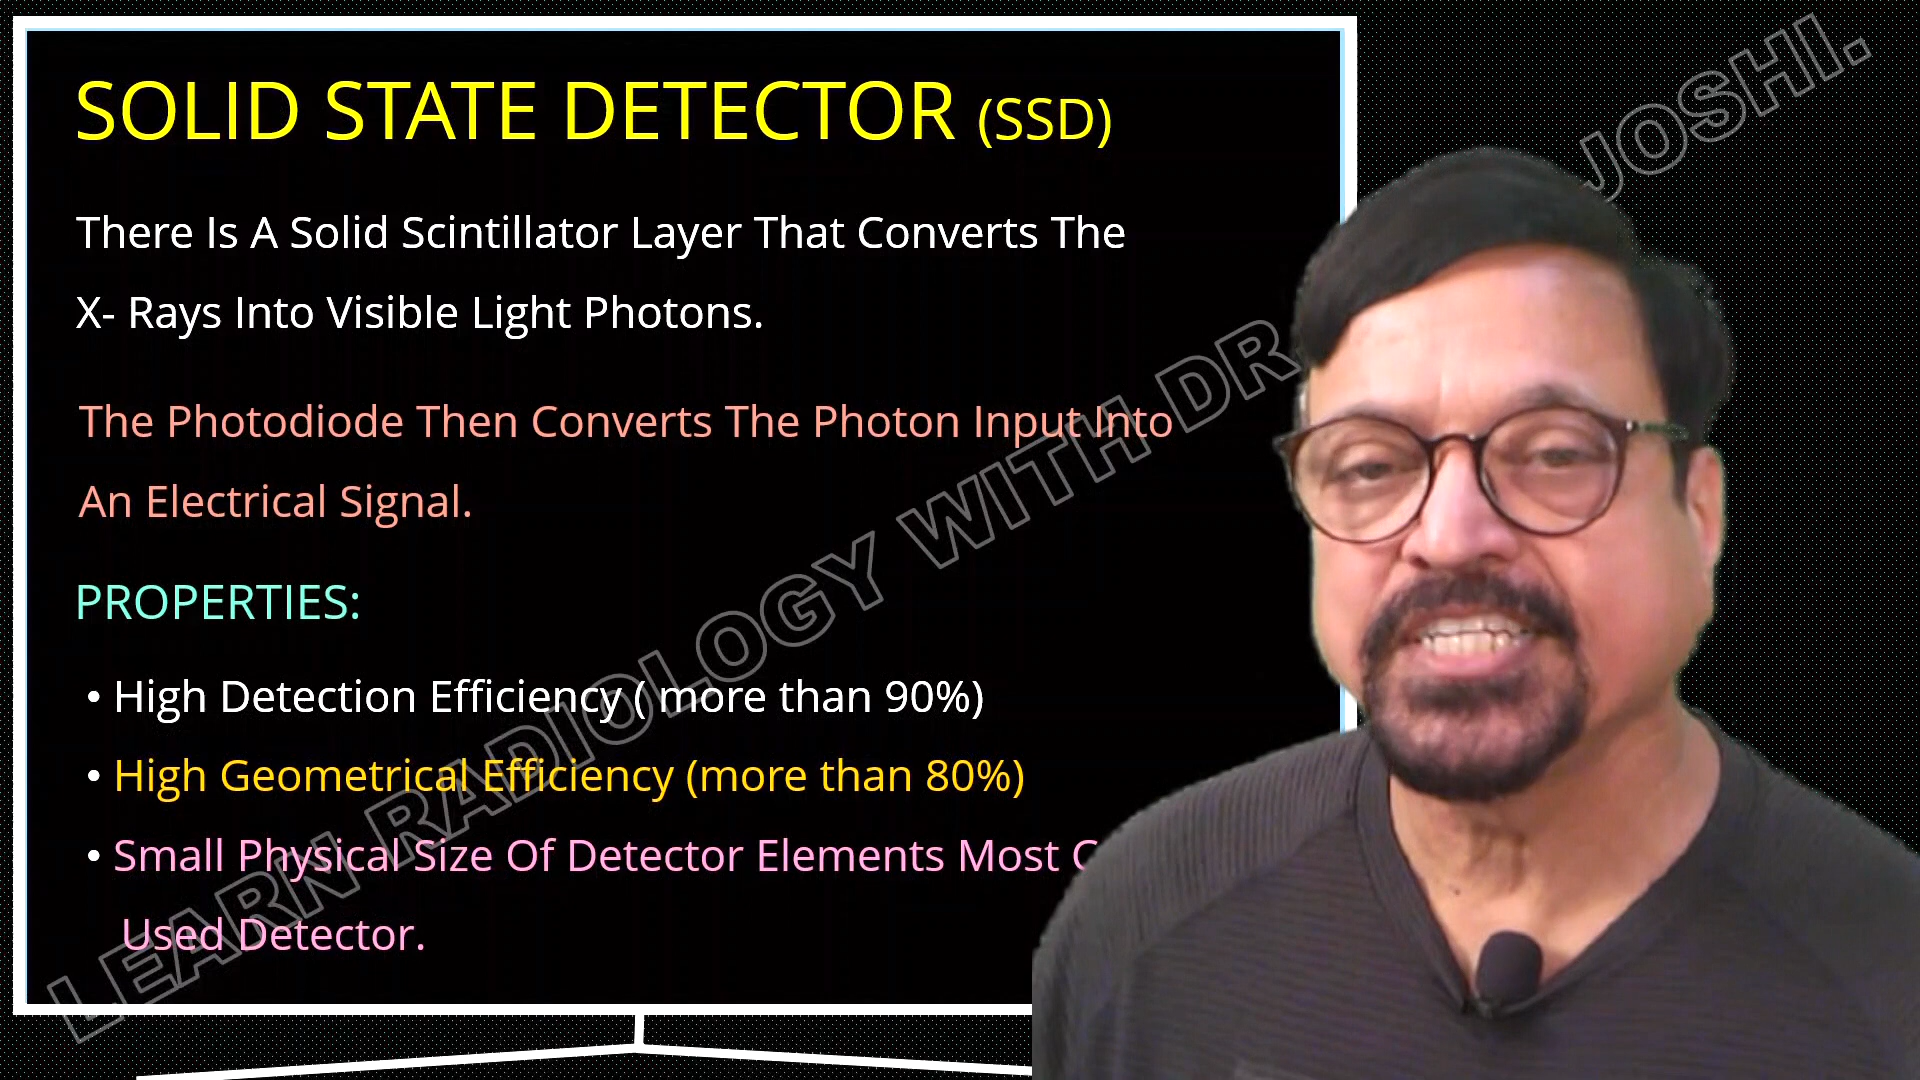 SOLID STATE DETECTOR (SSD)
There Is A Solid Scintillator Layer That Converts The
X- Rays Into Visible Light Photons.
The Photodiode Then Converts The Photon Input Into
An Electrical Signal.
PROPERTIES:
• High Detection Efficiency ( more than 90%)
• High Geometrical Efficiency (more than 80%)
• Small Physical Size Of Detector Elements Most
Used Detector.
LEARN RADIOLOGY WITH DR JOSHI.